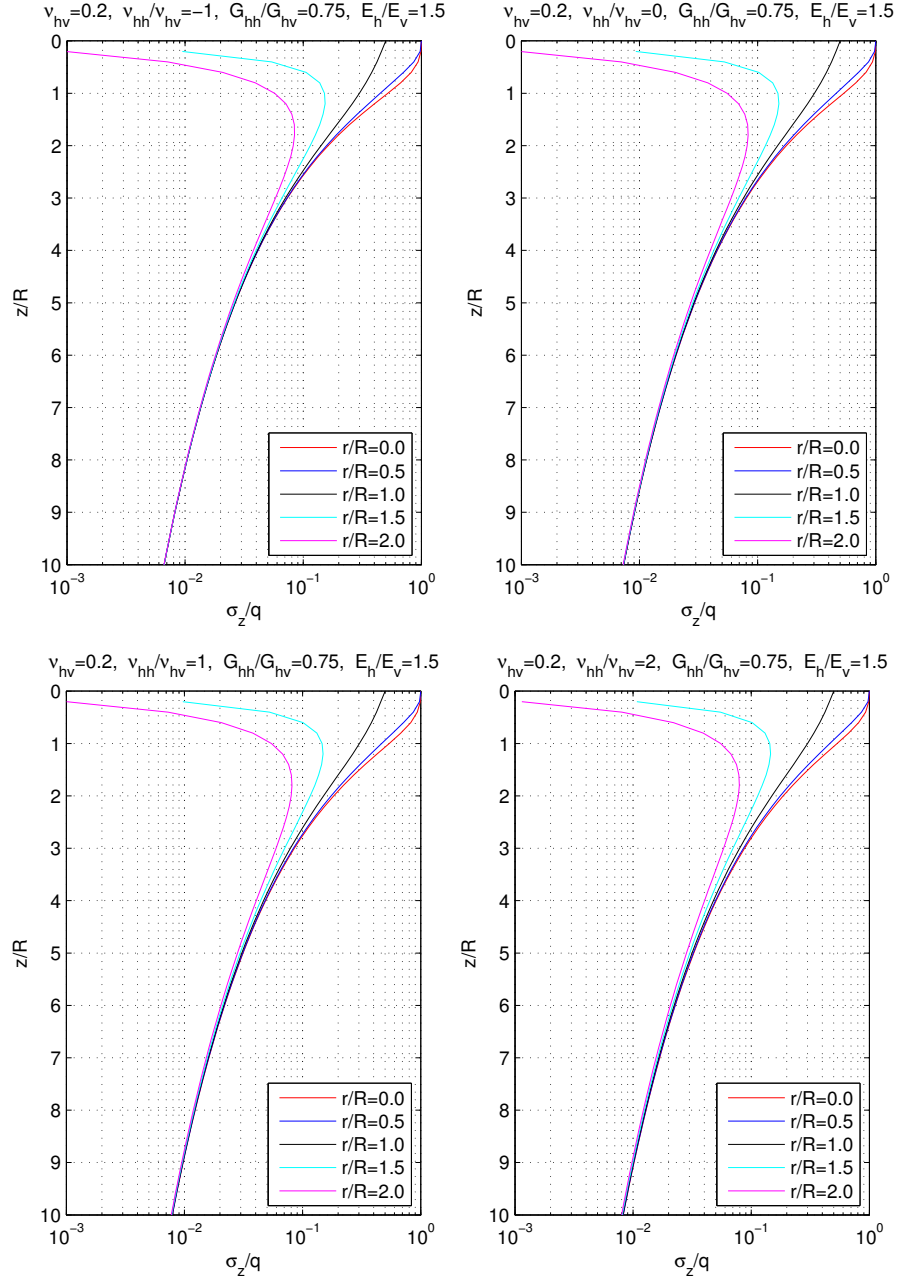 ν_hv=0.2, ν_hh/ν_hv=−1, G_hh/G_hv=0.75, E_h/E_v=1.5
0
1
2
3
4
5
6
7
8
9
10
z/R
r/R=0.0
r/R=0.5
r/R=1.0
r/R=1.5
r/R=2.0
10^−3 10^−2 10^−1 10^0
σ_z/q
ν_hv=0.2, ν_hh/ν_hv=0, G_hh/G_hv=0.75, E_h/E_v=1.5
0
1
2
3
4
5
6
7
8
9
10
z/R
r/R=0.0
r/R=0.5
r/R=1.0
r/R=1.5
r/R=2.0
10^−3 10^−2 10^−1 10^0
σ_z/q
ν_hv=0.2, ν_hh/ν_hv=1, G_hh/G_hv=0.75, E_h/E_v=1.5
0
1
2
3
4
5
6
7
8
9
10
z/R
r/R=0.0
r/R=0.5
r/R=1.0
r/R=1.5
r/R=2.0
10^−3 10^−2 10^−1 10^0
σ_z/q
ν_hv=0.2, ν_hh/ν_hv=2, G_hh/G_hv=0.75, E_h/E_v=1.5
0
1
2
3
4
5
6
7
8
9
10
z/R
r/R=0.0
r/R=0.5
r/R=1.0
r/R=1.5
r/R=2.0
10^−3 10^−2 10^−1 10^0
σ_z/q